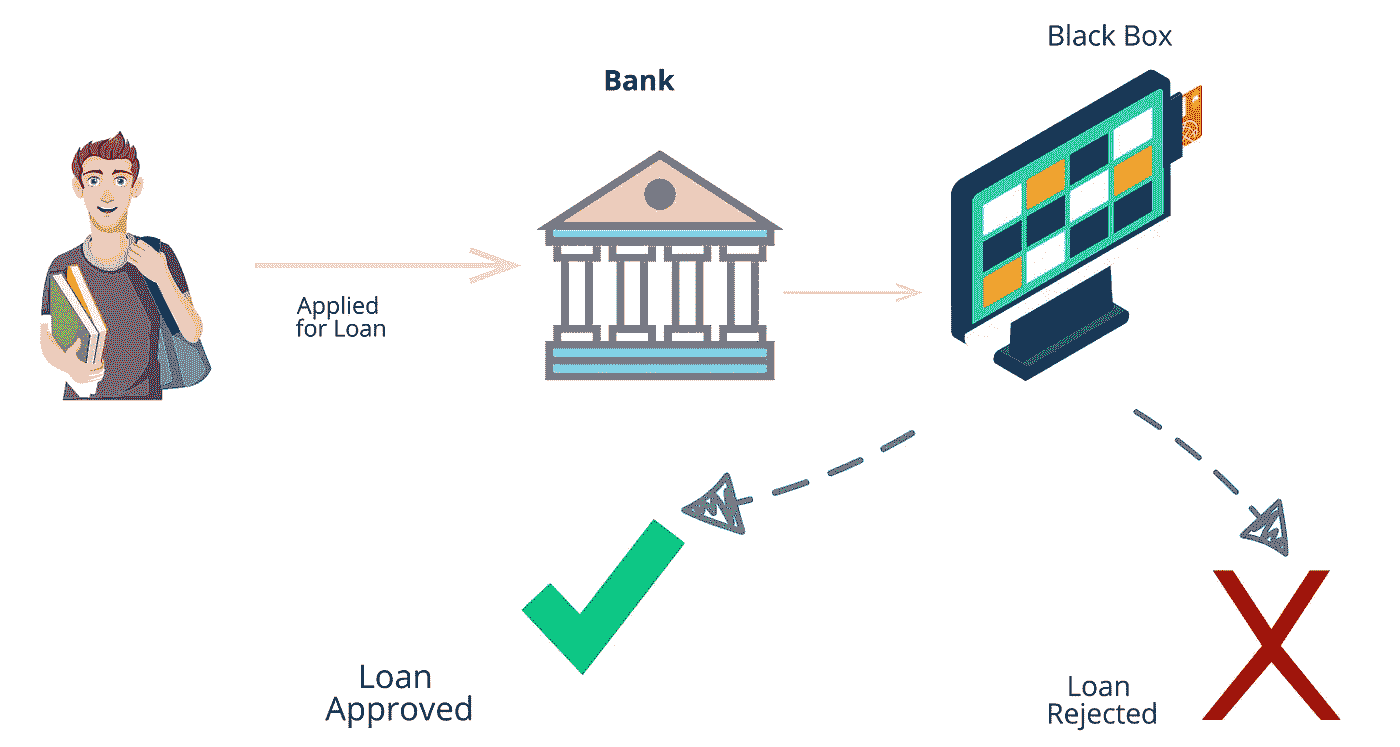 Black Box
Bank
Applied
for Loan
Loan
Approved
Loan
Rejected